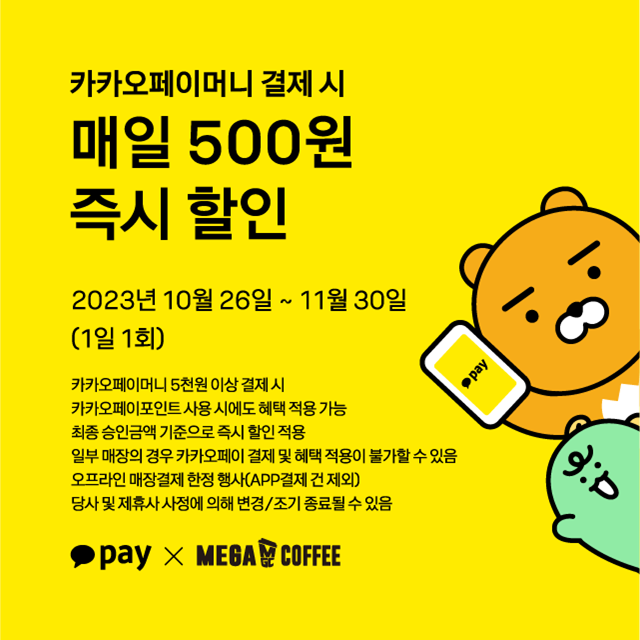 카카오페이머니 결제 시
매일 500원
즉시 할인
2023년 10월 26일 ~ 11월 30일
(1일 1회)
pay
카카오페이머니 5천원 이상 결제 시
카카오페이포인트 사용 시에도 혜택 적용 가능
최종 승인금액 기준으로 즉시 할인 적용
일부 매장의 경우 카카오페이 결제 및 혜택 적용이 불가할 수 있음
오프라인 매장결제 한정 행사(APP결제 건 제외)
당사 및 제휴사 사정에 의해 변경/조기 종료될 수 있음
pay × MEGA MGC COFFEE